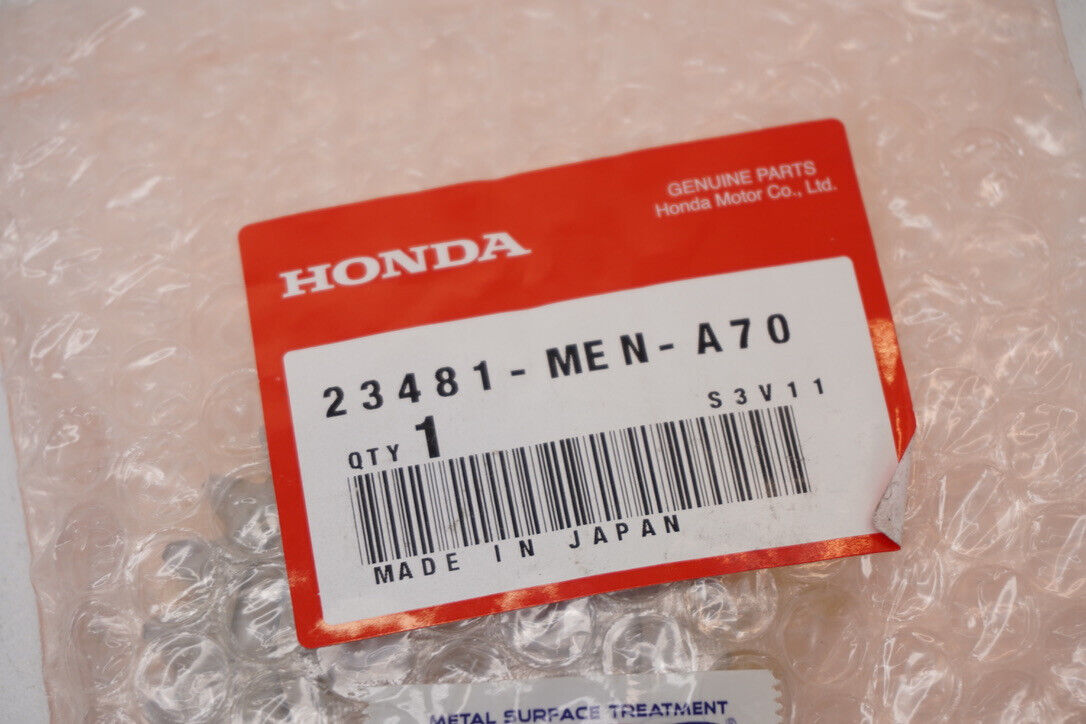 GENUINE PARTS
Honda Motor Co., Ltd.
HONDA
23481-MEN-A70
S3V11
QTY 1
MADE IN JAPAN
METAL SURFACE TREATMENT
®